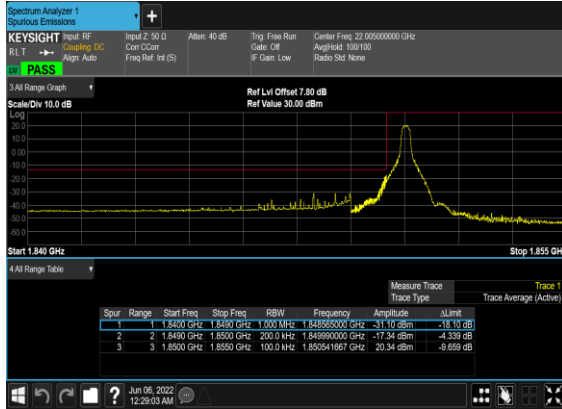 Spectrum Analyzer 1
Spurious Emissions
KEYSIGHT Input: RF Input Z: 50 Ω Atten: 40 dB Trig: Free Run Center Freq: 22.005000000 GHz
RLT Coupling: DC Corr CCorr Gate: Off Avg|Hold: 100/100
Align: Auto Freq Ref: Int (S) IF Gain: Low Radio Std: None
PASS
3 All Range Graph Ref Lvl Offset 7.80 dB
Scale/Div 10.0 dB Ref Value 30.00 dBm
Log
20.0
10.0
0.00
-10.0
-20.0
-30.0
-40.0
-50.0
-60.0
Start 1.840 GHz Stop 1.855 GH
4 All Range Table
Measure Trace Trace 1
Trace Type Trace Average (Active)
Spur Range Start Freq Stop Freq RBW Frequency Amplitude ΔLimit
1 1 1.8400 GHz 1.8490 GHz 1.000 MHz 1.848565000 GHz -31.10 dBm -18.10 dB
2 2 1.8490 GHz 1.8500 GHz 200.0 kHz 1.849990000 GHz -17.34 dBm -4.339 dB
3 3 1.8500 GHz 1.8550 GHz 100.0 kHz 1.850541667 GHz 20.34 dBm -9.659 dB
? Jun 06, 2022
12:29:03 AM